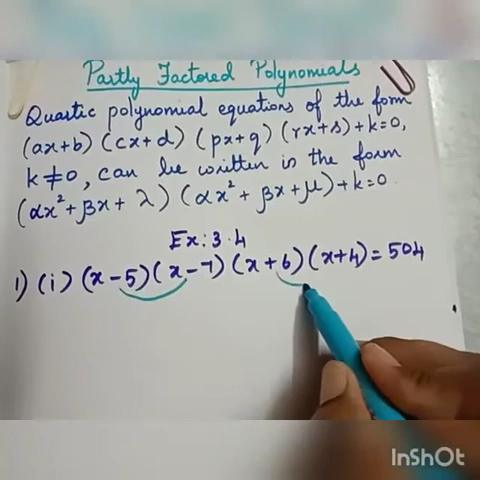 Partly Factored Polynomials
Quartic polynomial equations of the form
(ax+b) (cx+d) (px+q) (rx+s)+k=0,
k≠0, can be written in the form
(αx²+βx+λ) (αx²+βx+μ)+k=0.
Ex: 3.4
1) (i) (x-5)(x-7)(x+6)(x+4)=504
InShOt